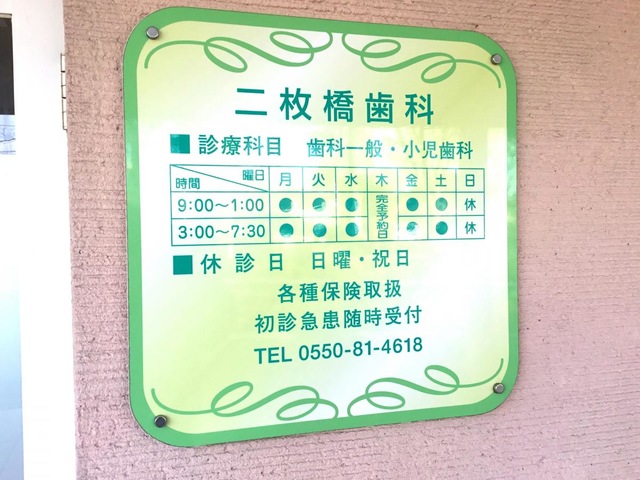 二枚橋歯科
■診療科目 歯科一般・小児歯科
時間 曜日 月 火 水 木 金 土 日
9:00〜1:00 ● ● ● 完全予約日 ● ● 休
3:00〜7:30 ● ● ● ● ● 休
■休診日 日曜・祝日
各種保険取扱
初診急患随時受付
TEL 0550-81-4618